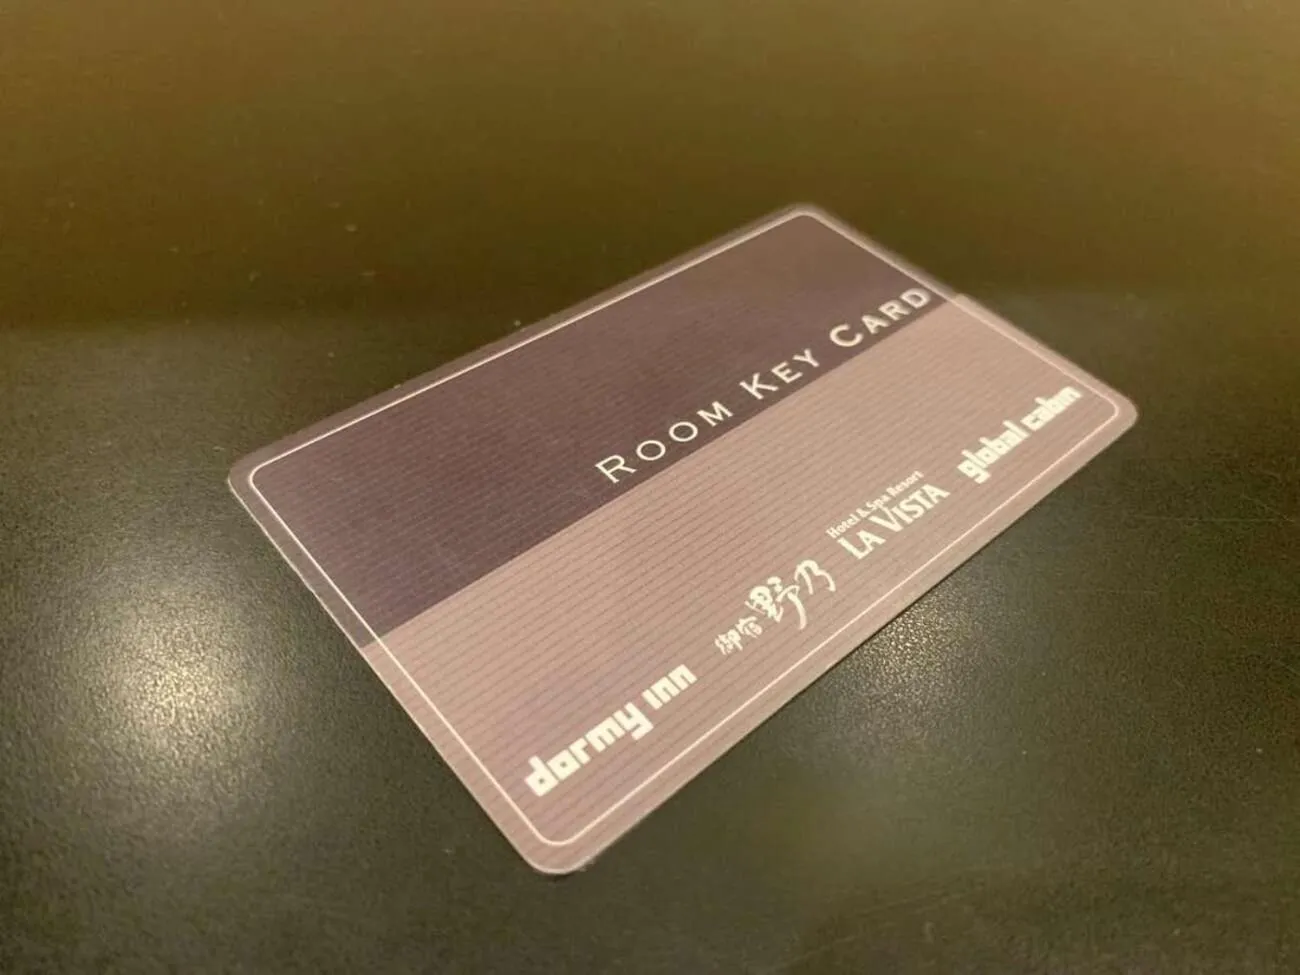 ROOM KEY CARD
dormy inn
御宿 野乃
Hotel & Spa Resort
LA VISTA
global cabin